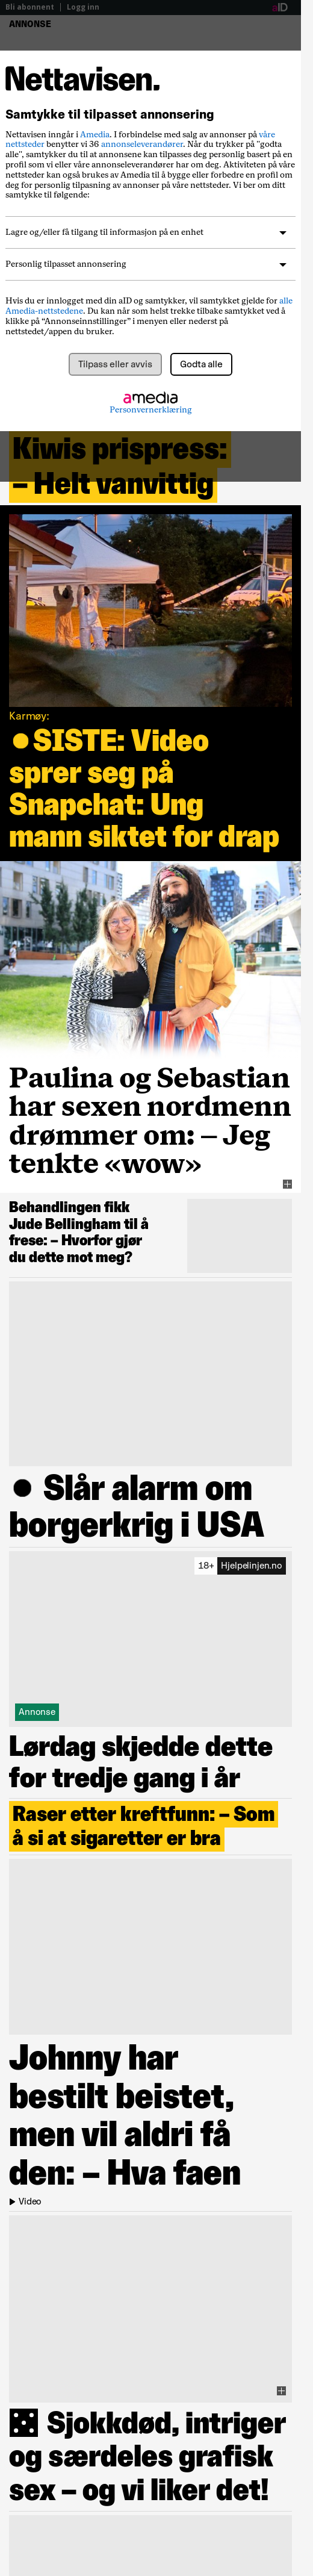 Bli abonnent | Logg inn
aID
ANNONSE
Nettavisen.
Samtykke til tilpasset annonsering
Nettavisen inngår i Amedia. I forbindelse med salg av annonser på våre
nettsteder benytter vi 36 annonseleverandører. Når du trykker på "godta
alle", samtykker du til at annonsene kan tilpasses deg personlig basert på en
profil som vi eller våre annonseleverandører har om deg. Aktiviteten på våre
nettsteder kan også brukes av Amedia til å bygge eller forbedre en profil om
deg for personlig tilpasning av annonser på våre nettsteder. Vi ber om ditt
samtykke til følgende:
Lagre og/eller få tilgang til informasjon på en enhet
Personlig tilpasset annonsering
Hvis du er innlogget med din aID og samtykker, vil samtykket gjelde for alle
Amedia-nettstedene. Du kan når som helst trekke tilbake samtykket ved å
klikke på “Annonseinnstillinger” i menyen eller nederst på
nettstedet/appen du bruker.
Tilpass eller avvis
Godta alle
amedia
Personvernerklæring
Kiwis prispress:
– Helt vanvittig
Karmøy:
SISTE: Video
sprer seg på
Snapchat: Ung
mann siktet for drap
Paulina og Sebastian
har sexen nordmenn
drømmer om: – Jeg
tenkte «wow»
Behandlingen fikk
Jude Bellingham til å
frese: – Hvorfor gjør
du dette mot meg?
Slår alarm om
borgerkrig i USA
18+ Hjelpelinjen.no
Annonse
Lørdag skjedde dette
for tredje gang i år
Raser etter kreftfunn: – Som
å si at sigaretter er bra
Johnny har
bestilt beistet,
men vil aldri få
den: – Hva faen
Video
Sjokkdød, intriger
og særdeles grafisk
sex – og vi liker det!